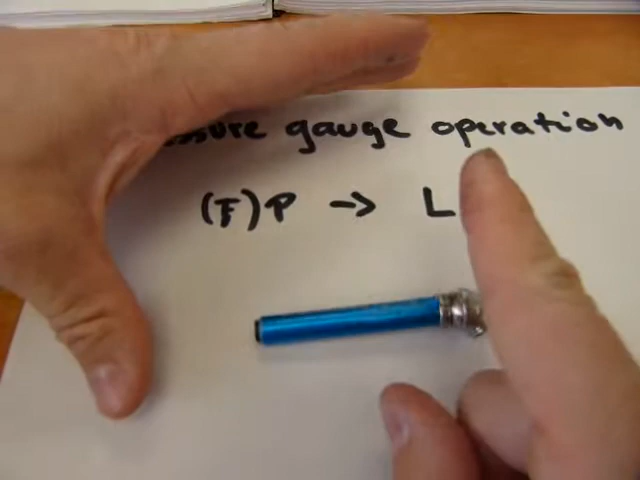 ssure gauge operation
(F)P → L